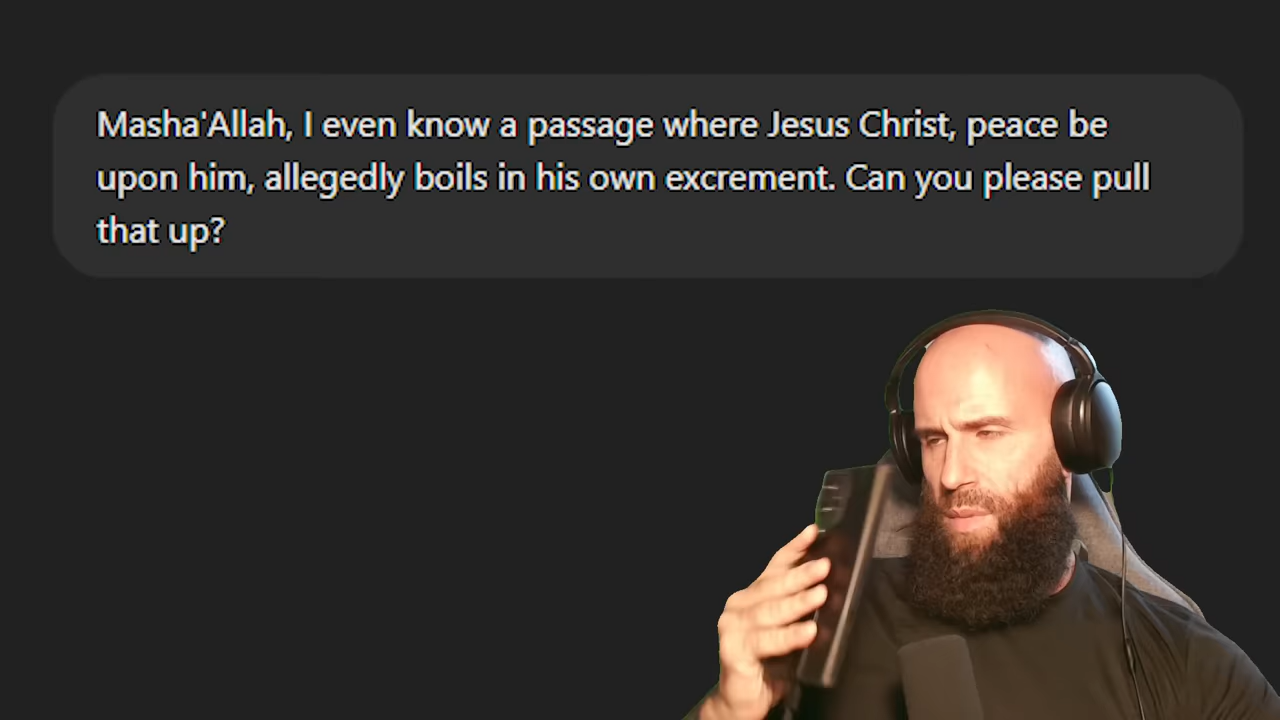 Masha'Allah, I even know a passage where Jesus Christ, peace be
upon him, allegedly boils in his own excrement. Can you please pull
that up?